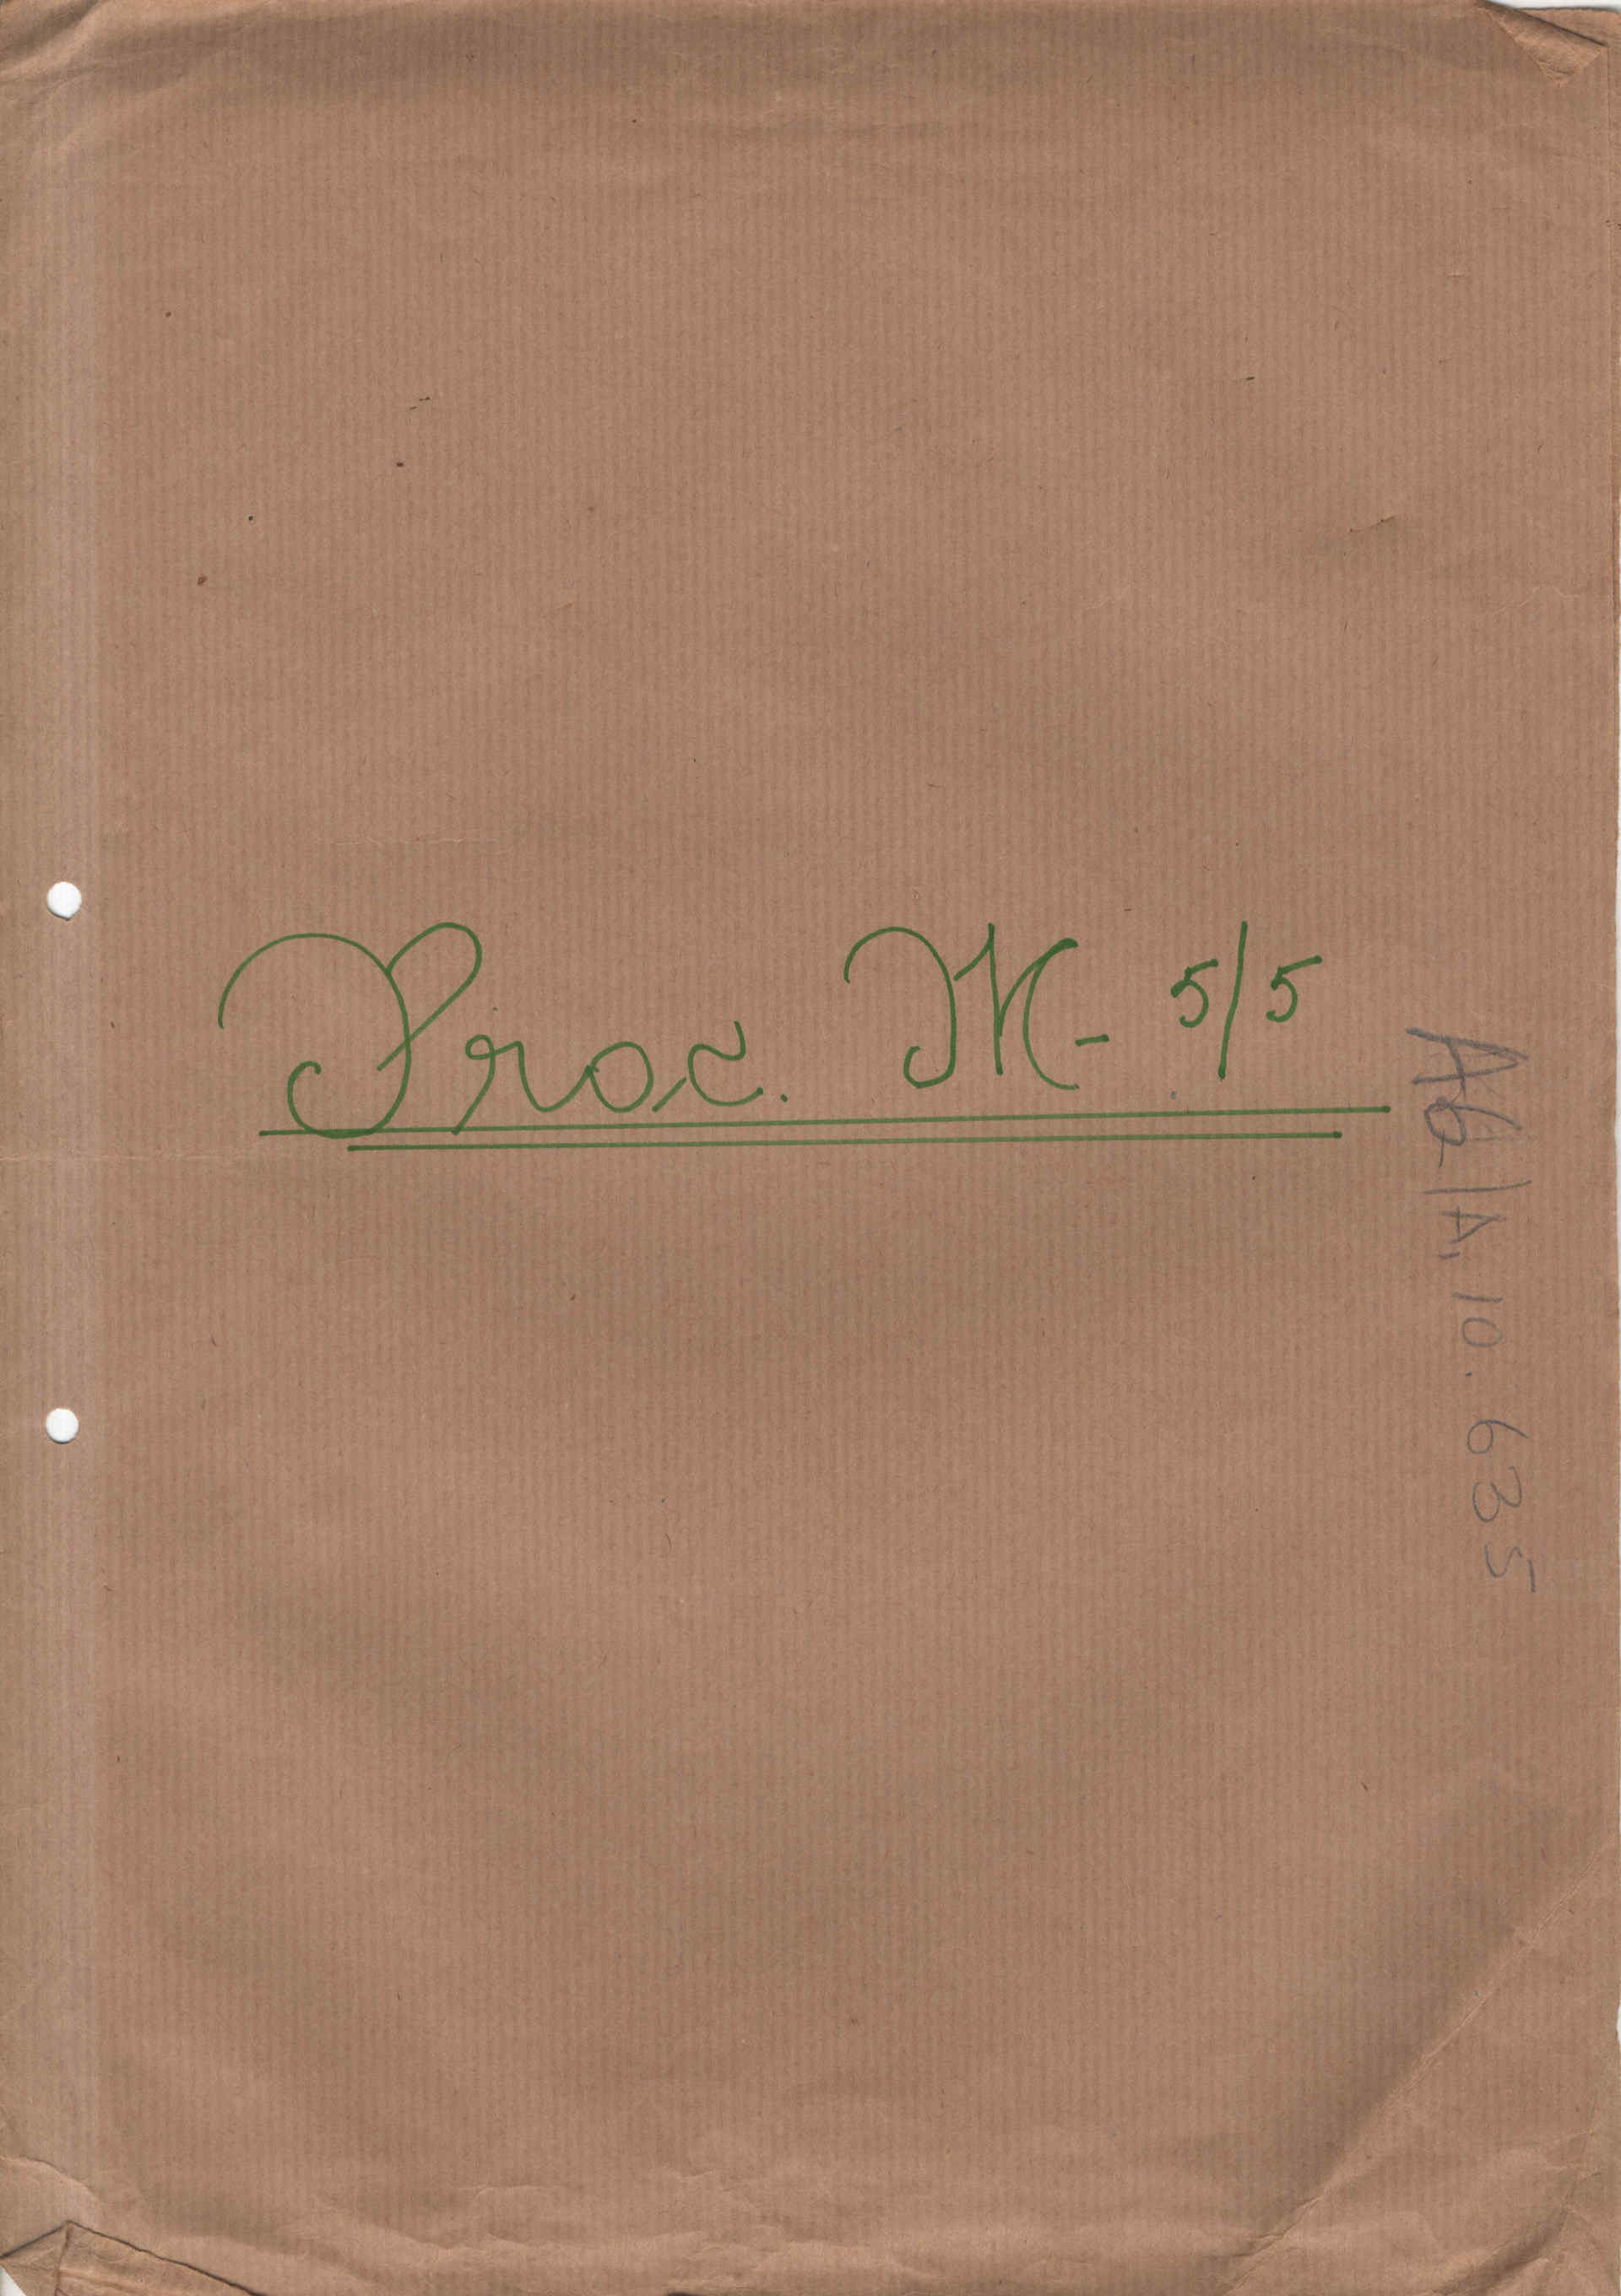 Proc. K- 5/5
A6/A, 10. 635